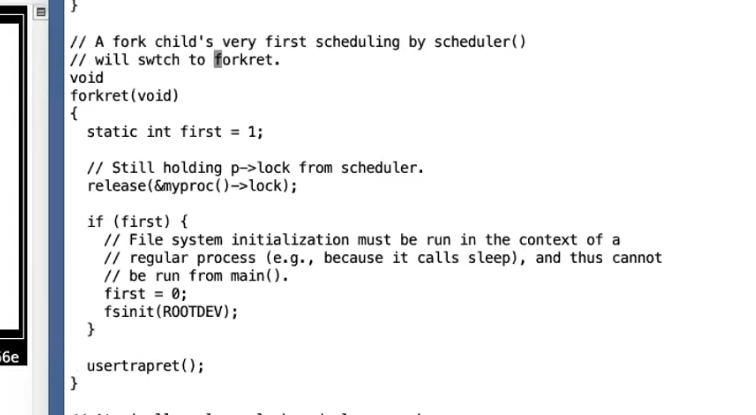 }
// A fork child's very first scheduling by scheduler()
// will swtch to forkret.
void
forkret(void)
{
  static int first = 1;
  // Still holding p->lock from scheduler.
  release(&myproc()->lock);
  if (first) {
    // File system initialization must be run in the context of a
    // regular process (e.g., because it calls sleep), and thus cannot
    // be run from main().
    first = 0;
    fsinit(ROOTDEV);
  }
  usertrapret();
}